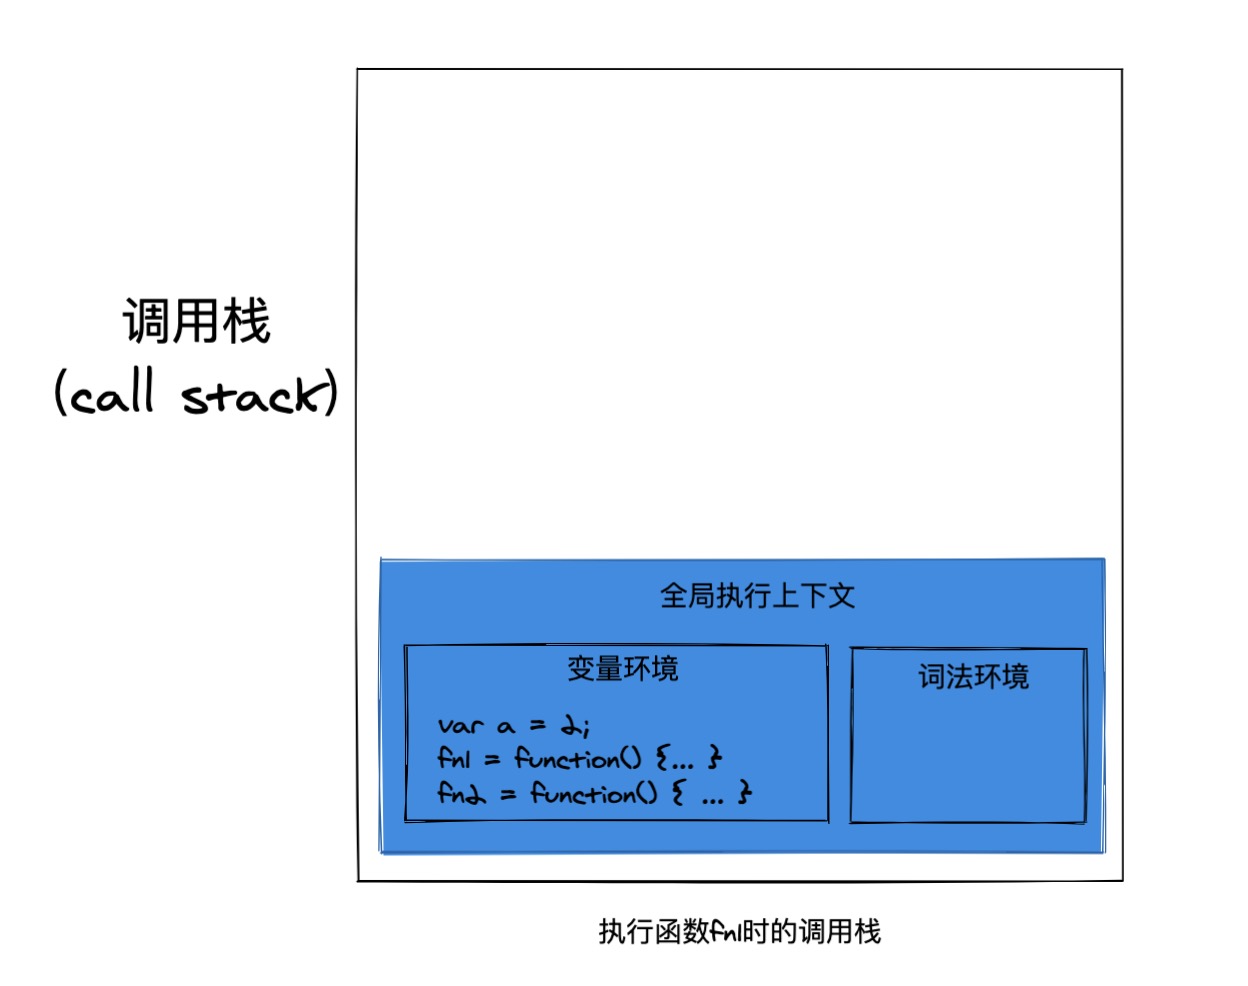 调用栈
(call stack)
全局执行上下文
变量环境
var a = 2;
fn1 = function() {... }
fn2 = function() { ... }
词法环境
执行函数fn1时的调用栈